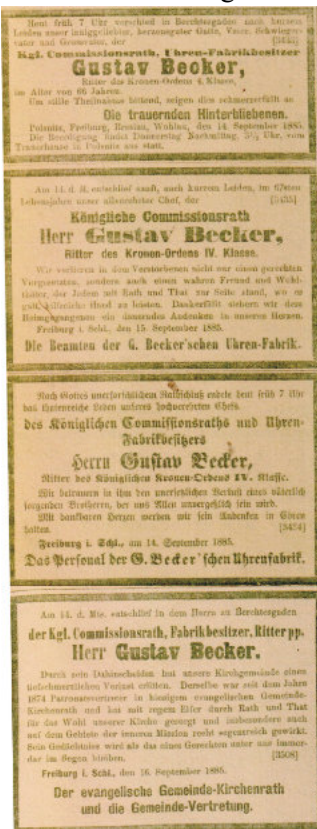 Heut früh 7 Uhr verschied in Berchtesgaden nach kurzem
Leiden unser inniggeliebter, herzensguter Gatte, Vater, Schwieger-
vater und Grossvater, der
Kgl. Commissionsrath, Uhren-Fabrikbesitzer
Gustav Becker,
Ritter des Kronen-Ordens 4. Klasse,
im Alter von 66 Jahren.
Um stille Theilnahme bittend, zeigen dies schmerzerfüllt an
Die trauernden Hinterbliebenen.
Polsnitz, Freiburg, Breslau, Wohlau, den 14. September 1885.
Die Beerdigung findet Donnerstag Nachmittag, Uhr, vom
Trauerhause in Polsnitz aus statt.
Am 14. d. M. entschlief sanft, nach kurzem Leiden, im 67sten
Lebensjahre unser allverehrter Chef, der [3435]
Königliche Commissionsrath
Herr Gustav Becker,
Ritter des Kronen-Ordens IV. Klasse.
Wir verlieren in dem Verstorbenen nicht nur einen gerechten
Vorgesetzten, sondern auch einen wahren Freund und Wohl-
thäter, der Jedem mit Rath und That zur Seite stand, wo es
galt, hilfreiche Hand zu leisten. Dankerfüllt sichern wir dem
Heimgegangenen ein dauerndes Andenken in unseren Herzen.
Freiburg i. Schl., den 15. September 1885.
Die Beamten der G. Becker'schen Uhren-Fabrik.
Nach Gottes unerforschlichem Rathschluß endete heut früh 7 Uhr
das thatenreiche Leben unseres hochverehrten Chefs
des Königlichen Commissionsraths und Uhren-
Fabrikbesitzers
Herrn Gustav Becker,
Ritter des Königlichen Kronen-Ordens IV. Klasse.
Wir betrauern in ihm den unersetzlichen Verlust eines väterlich
sorgenden Brotherrn, der uns Allen unvergeßlich sein wird.
Mit dankbaren Herzen werden wir sein Andenken in Ehren
halten. [3434]
Freiburg i. Schl., am 14. September 1885.
Das Personal der G. Becker'schen Uhrenfabrik.
Am 14. d. Mts. entschlief in dem Herrn zu Berchtesgaden
der Kgl. Commissionsrath, Fabrikbesitzer, Ritter pp.
Herr Gustav Becker.
Durch sein Dahinscheiden hat unsere Kirchgemeinde einen
tiefschmerzlichen Verlust erlitten. Derselbe war seit dem Jahre
1874 Patronatsvertreter in hiesigem evangelischen Gemeinde-
Kirchenrath und hat mit regem Eifer durch Rath und That
für das Wohl unserer Kirche gesorgt und insbesondere auch
auf dem Gebiete der inneren Mission recht segensreich gewirkt.
Sein Gedächtniss wird als das eines Gerechten unter uns immer-
dar im Segen bleiben. [3508]
Freiburg i. Schl., den 16. September 1885.
Der evangelische Gemeinde-Kirchenrath
und die Gemeinde-Vertretung.